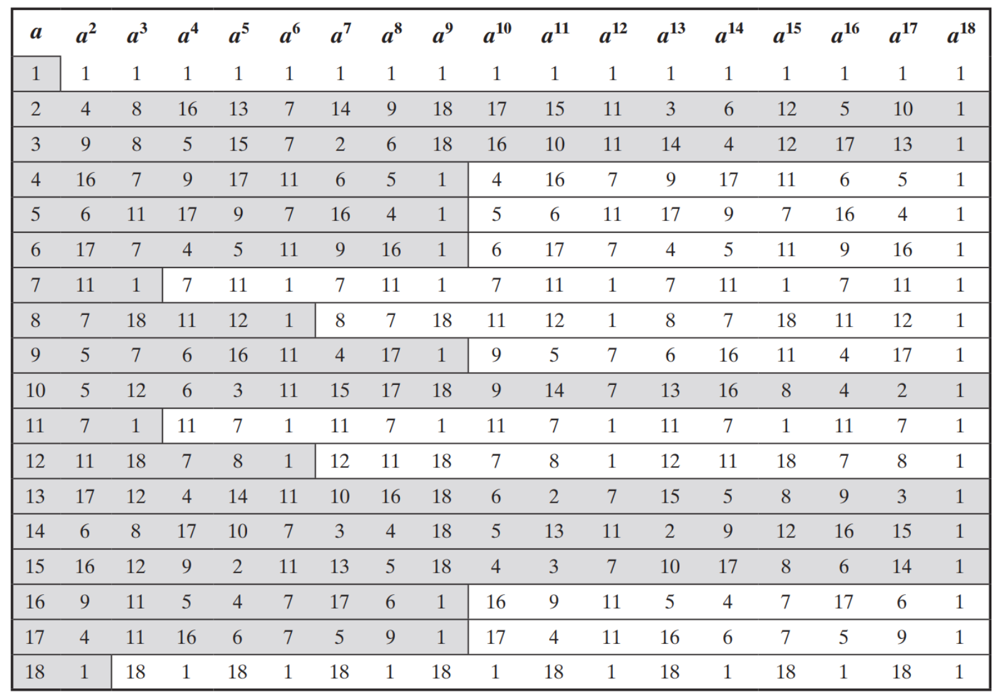 a a² a³ a⁴ a⁵ a⁶ a⁷ a⁸ a⁹ a¹⁰ a¹¹ a¹² a¹³ a¹⁴ a¹⁵ a¹⁶ a¹⁷ a¹⁸
1 1 1 1 1 1 1 1 1 1 1 1 1 1 1 1 1 1
2 4 8 16 13 7 14 9 18 17 15 11 3 6 12 5 10 1
3 9 8 5 15 7 2 6 18 16 10 11 14 4 12 17 13 1
4 16 7 9 17 11 6 5 1 4 16 7 9 17 11 6 5 1
5 6 11 17 9 7 16 4 1 5 6 11 17 9 7 16 4 1
6 17 7 4 5 11 9 16 1 6 17 7 4 5 11 9 16 1
7 11 1 7 11 1 7 11 1 7 11 1 7 11 1 7 11 1
8 7 18 11 12 1 8 7 18 11 12 1 8 7 18 11 12 1
9 5 7 6 16 11 4 17 1 9 5 7 6 16 11 4 17 1
10 5 12 6 3 11 15 17 18 9 14 7 13 16 8 4 2 1
11 7 1 11 7 1 11 7 1 11 7 1 11 7 1 11 7 1
12 11 18 7 8 1 12 11 18 7 8 1 12 11 18 7 8 1
13 17 12 4 14 11 10 16 18 6 2 7 15 5 8 9 3 1
14 6 8 17 10 7 3 4 18 5 13 11 2 9 12 16 15 1
15 16 12 9 2 11 13 5 18 4 3 7 10 17 8 6 14 1
16 9 11 5 4 7 17 6 1 16 9 11 5 4 7 17 6 1
17 4 11 16 6 7 5 9 1 17 4 11 16 6 7 5 9 1
18 1 18 1 18 1 18 1 18 1 18 1 18 1 18 1 18 1